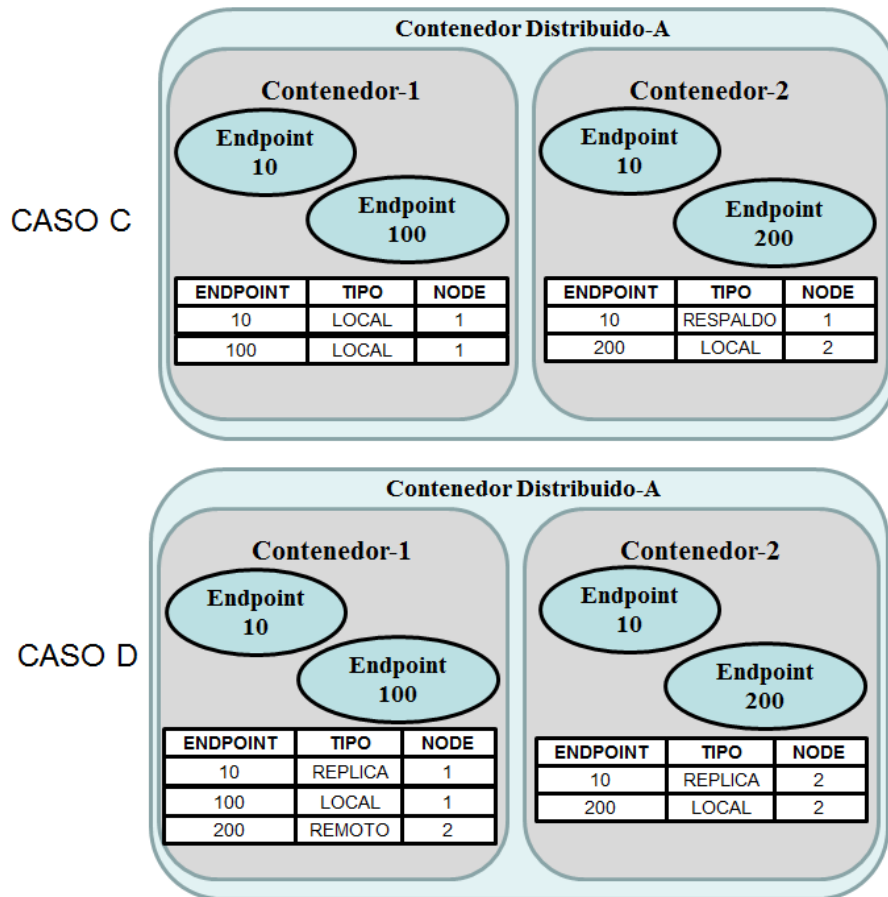 Contenedor Distribuido-A
Contenedor-1
Endpoint
10
Endpoint
100
ENDPOINT TIPO NODE
10 LOCAL 1
100 LOCAL 1
Contenedor-2
Endpoint
10
Endpoint
200
ENDPOINT TIPO NODE
10 RESPALDO 1
200 LOCAL 2
CASO C
Contenedor Distribuido-A
Contenedor-1
Endpoint
10
Endpoint
100
ENDPOINT TIPO NODE
10 REPLICA 1
100 LOCAL 1
200 REMOTO 2
Contenedor-2
Endpoint
10
Endpoint
200
ENDPOINT TIPO NODE
10 REPLICA 2
200 LOCAL 2
CASO D